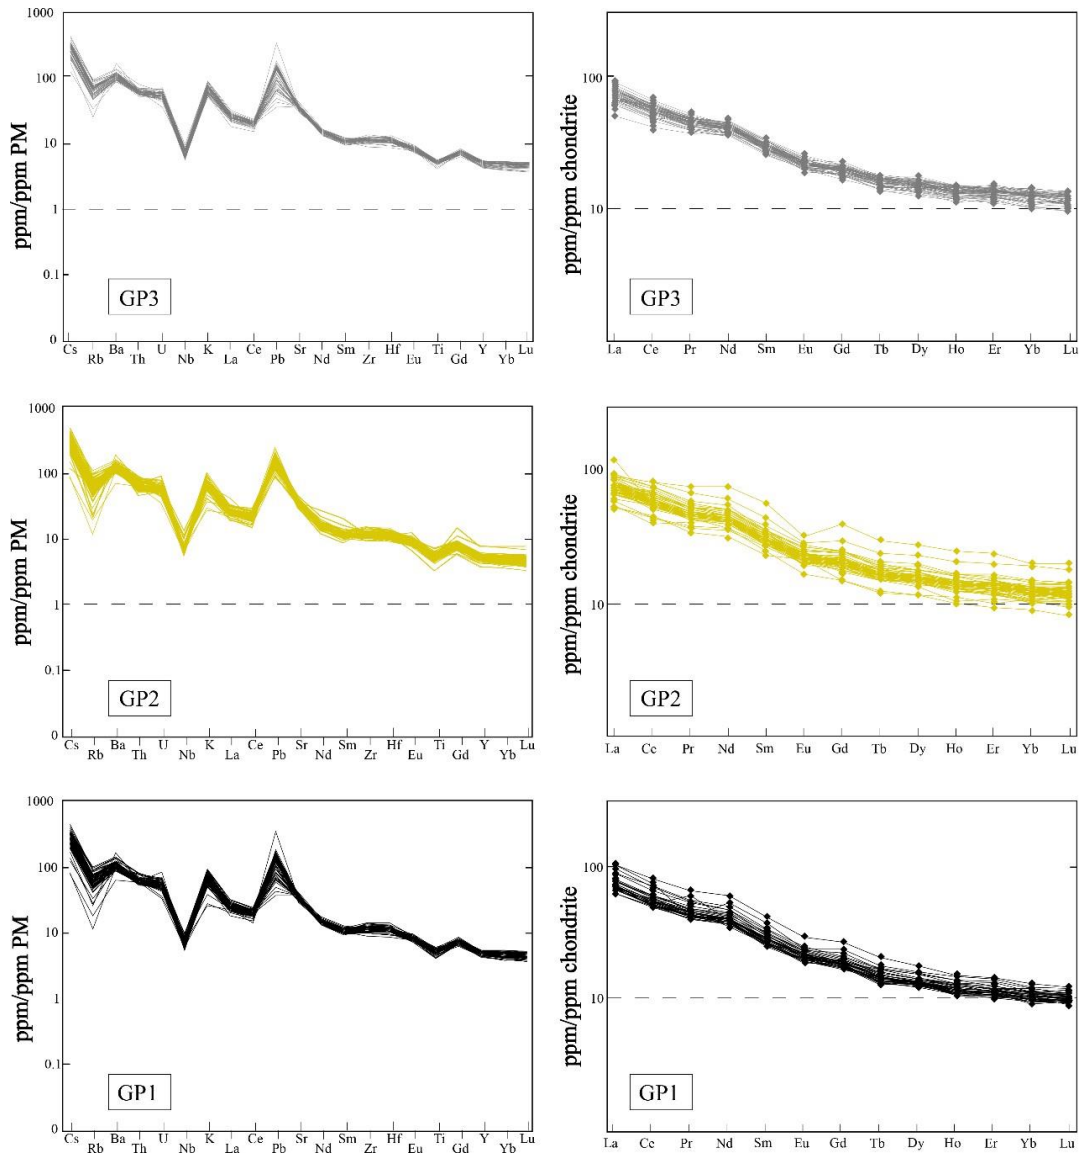 1000
100
10
1
0.1
0
ppm/ppm PM
GP3
Cs Rb Ba Th U Nb K La Ce Pb Sr Nd Sm Zr Hf Eu Ti Gd Y Yb Lu
100
10
ppm/ppm chondrite
GP3
La Ce Pr Nd Sm Eu Gd Tb Dy Ho Er Yb Lu
1000
100
10
1
0.1
0
ppm/ppm PM
GP2
Cs Rb Ba Th U Nb K La Ce Pb Sr Nd Sm Zr Hf Eu Ti Gd Y Yb Lu
100
10
ppm/ppm chondrite
GP2
La Ce Pr Nd Sm Eu Gd Tb Dy Ho Er Yb Lu
1000
100
10
1
0.1
ppm/ppm PM
GP1
Cs Rb Ba Th U Nb K La Ce Pb Sr Nd Sm Zr Hf Eu Ti Gd Y Yb Lu
100
10
ppm/ppm chondrite
GP1
La Ce Pr Nd Sm Eu Gd Tb Dy Ho Er Yb Lu